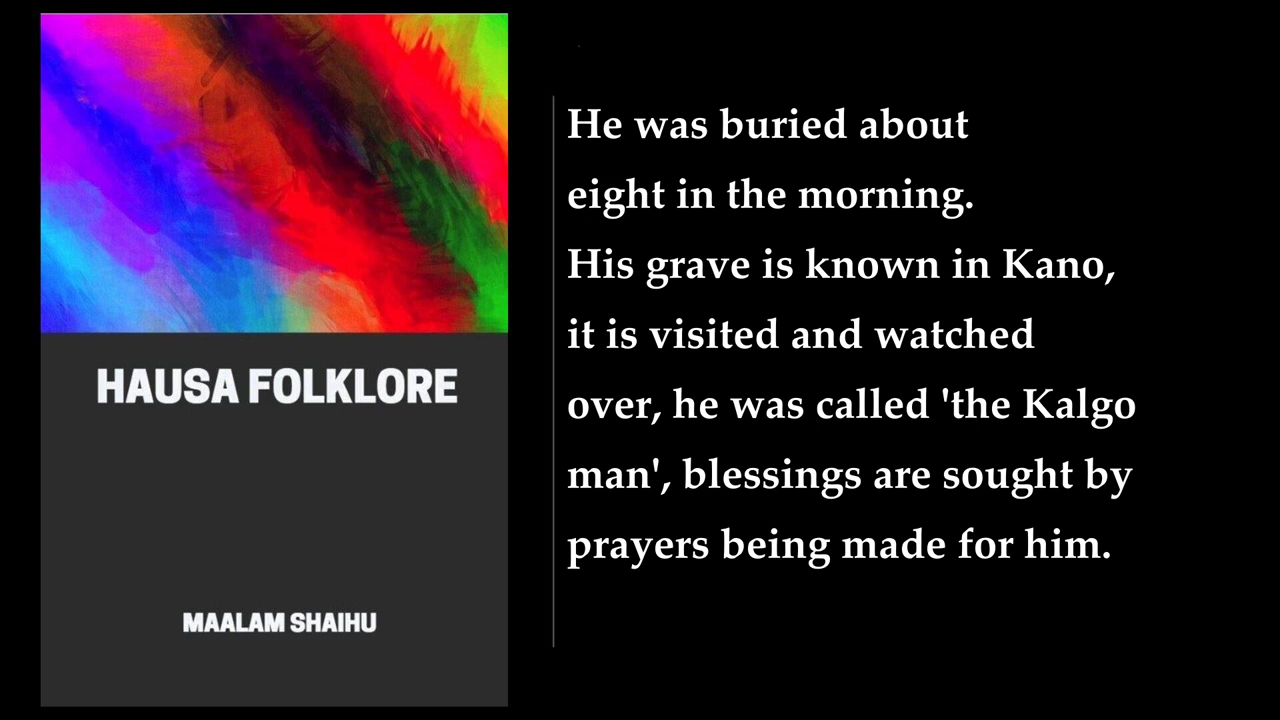 HAUSA FOLKLORE
MAALAM SHAIHU
He was buried about
eight in the morning.
His grave is known in Kano,
it is visited and watched
over, he was called 'the Kalgo
man', blessings are sought by
prayers being made for him.